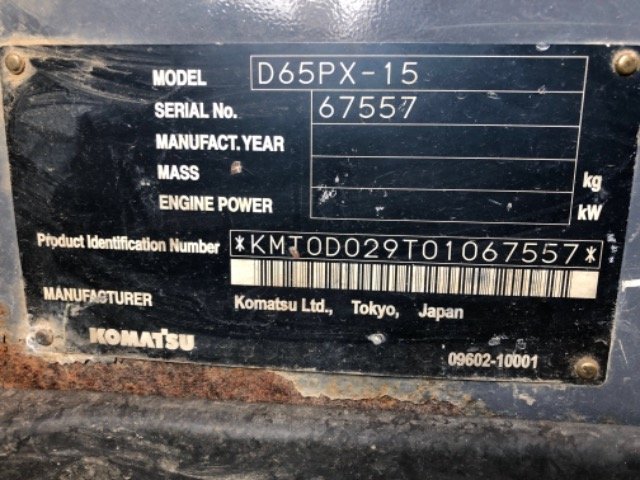 MODEL D65PX-15
SERIAL No. 67557
MANUFACT. YEAR
MASS kg
ENGINE POWER kW
Product Identification Number *KMT0D029T01067557*
MANUFACTURER Komatsu Ltd., Tokyo, Japan
KOMATSU 09602-10001